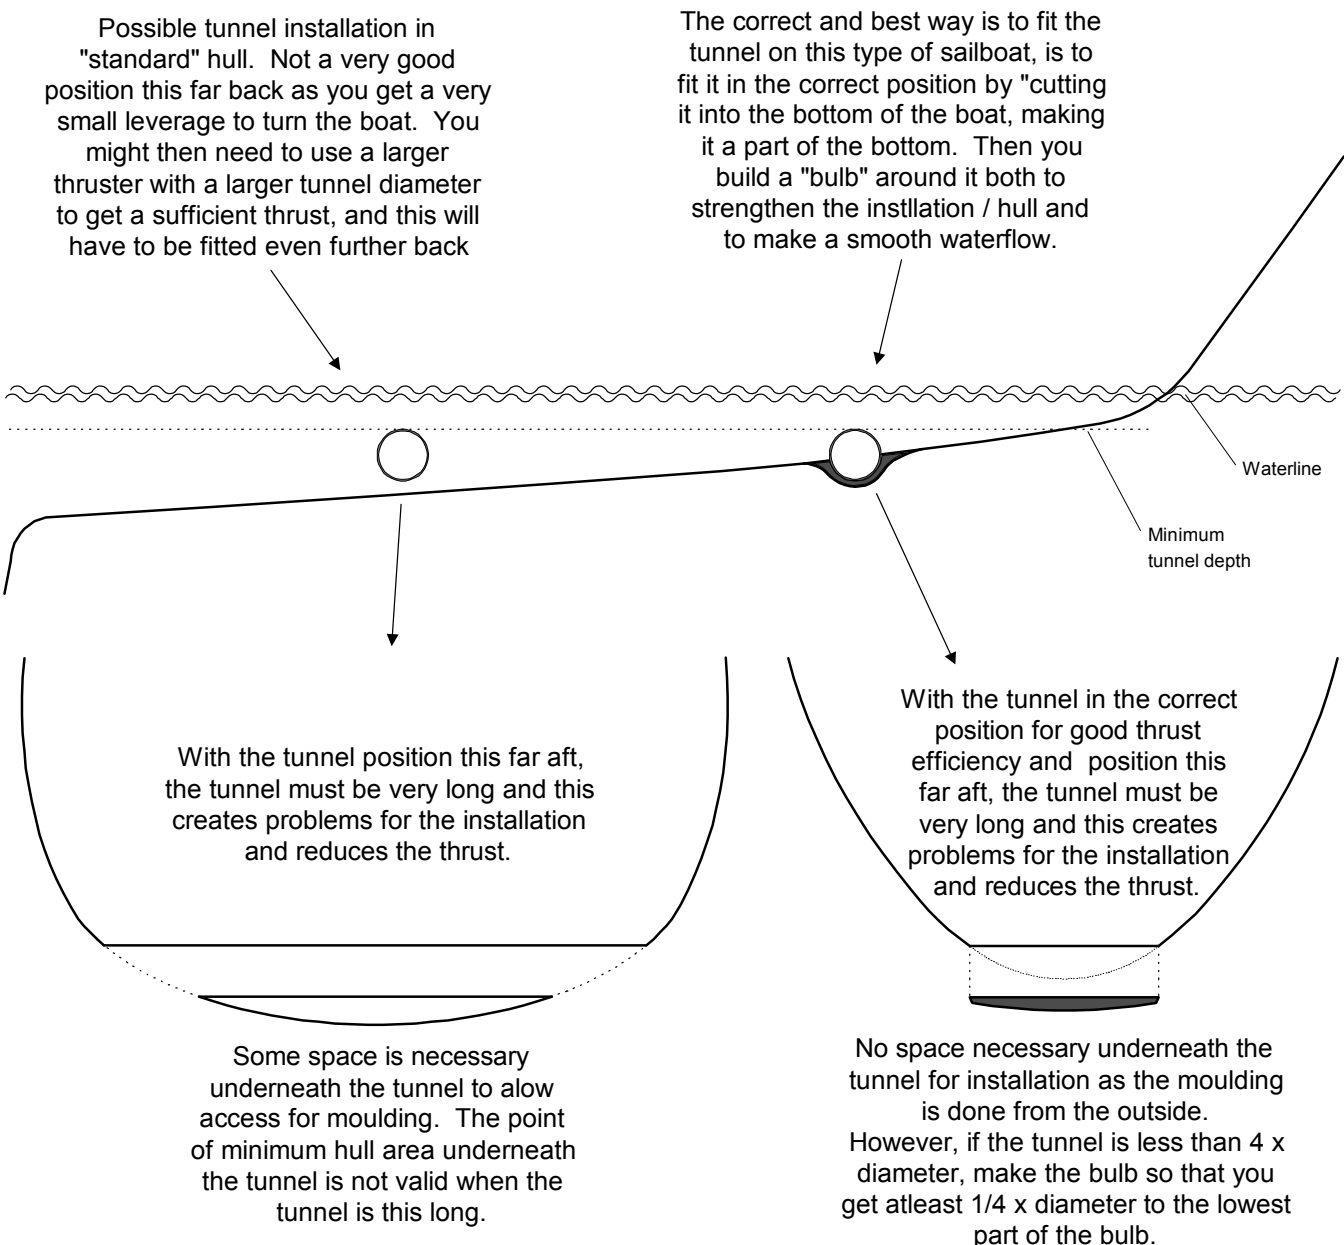 Possible tunnel installation in
"standard" hull. Not a very good
position this far back as you get a very
small leverage to turn the boat. You
might then need to use a larger
thruster with a larger tunnel diameter
to get a sufficient thrust, and this will
have to be fitted even further back
The correct and best way is to fit the
tunnel on this type of sailboat, is to
fit it in the correct position by "cutting
it into the bottom of the boat, making
it a part of the bottom. Then you
build a "bulb" around it both to
strengthen the instllation / hull and
to make a smooth waterflow.
Waterline
Minimum
tunnel depth
With the tunnel position this far aft,
the tunnel must be very long and this
creates problems for the installation
and reduces the thrust.
With the tunnel in the correct
position for good thrust
efficiency and position this
far aft, the tunnel must be
very long and this creates
problems for the installation
and reduces the thrust.
Some space is necessary
underneath the tunnel to alow
access for moulding. The point
of minimum hull area underneath
the tunnel is not valid when the
tunnel is this long.
No space necessary underneath the
tunnel for installation as the moulding
is done from the outside.
However, if the tunnel is less than 4 x
diameter, make the bulb so that you
get atleast 1/4 x diameter to the lowest
part of the bulb.